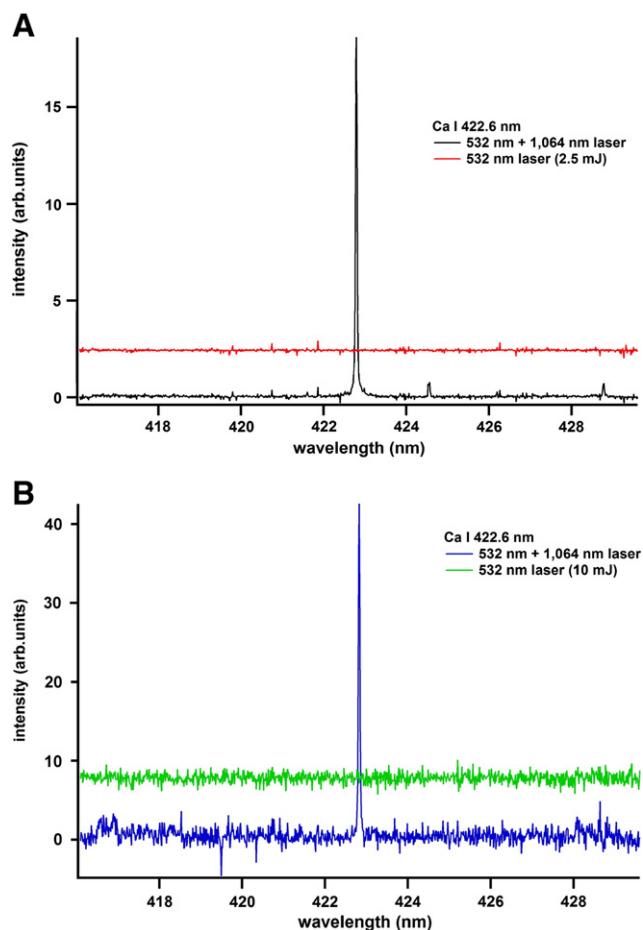 A
15
10
5
0
intensity (arb.units)
Ca I 422.6 nm
532 nm + 1,064 nm laser
532 nm laser (2.5 mJ)
418 420 422 424 426 428
wavelength (nm)
B
40
30
20
10
0
intensity (arb.units)
Ca I 422.6 nm
532 nm + 1,064 nm laser
532 nm laser (10 mJ)
418 420 422 424 426 428
wavelength (nm)